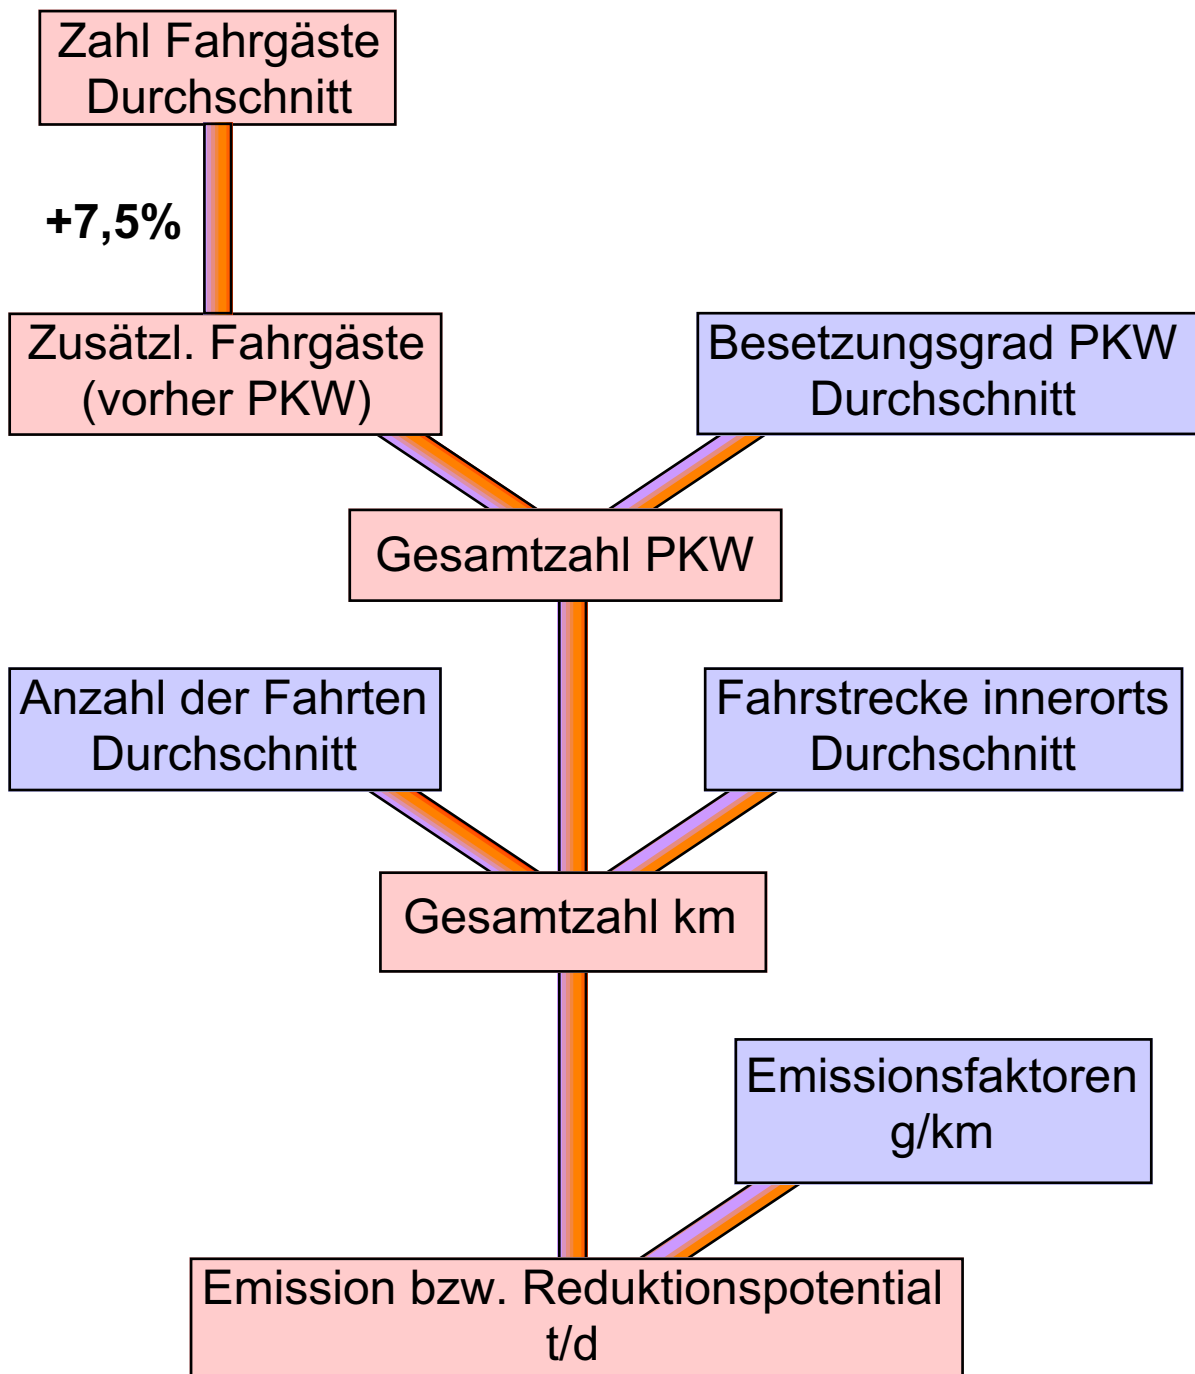 Zahl Fahrgäste
Durchschnitt
+7,5%
Zusätzl. Fahrgäste
(vorher PKW)
Besetzungsgrad PKW
Durchschnitt
Gesamtzahl PKW
Anzahl der Fahrten
Durchschnitt
Fahrstrecke innerorts
Durchschnitt
Gesamtzahl km
Emissionsfaktoren
g/km
Emission bzw. Reduktionspotential
t/d